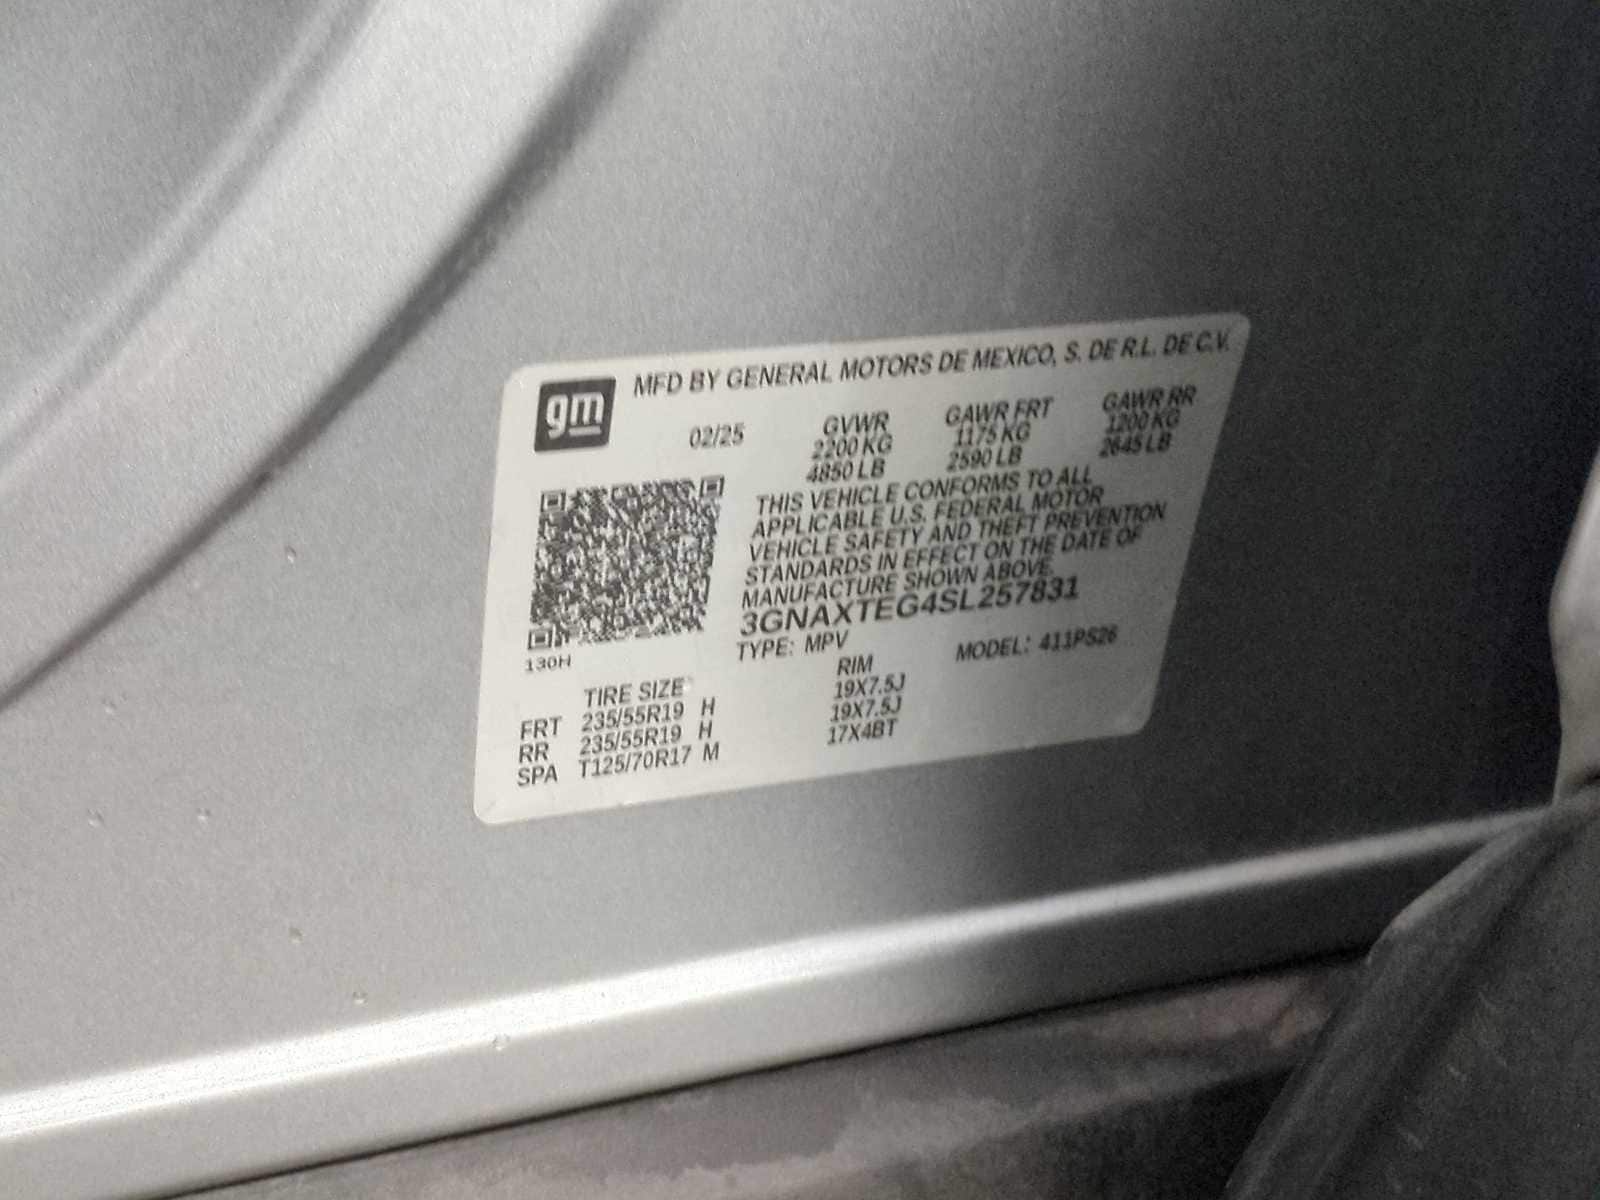 gm MFD BY GENERAL MOTORS DE MEXICO, S. DE R.L. DE C.V.
02/25 GVWR GAWR FRT GAWR RR
2200 KG 1175 KG 1200 KG
4850 LB 2590 LB 2645 LB
THIS VEHICLE CONFORMS TO ALL
APPLICABLE U.S. FEDERAL MOTOR
VEHICLE SAFETY AND THEFT PREVENTION
STANDARDS IN EFFECT ON THE DATE OF
MANUFACTURE SHOWN ABOVE.
3GNAXTEG4SL257831
130H TYPE: MPV MODEL: 411PS26
TIRE SIZE RIM
FRT 235/55R19 H 19X7.5J
RR 235/55R19 H 19X7.5J
SPA T125/70R17 M 17X4BT